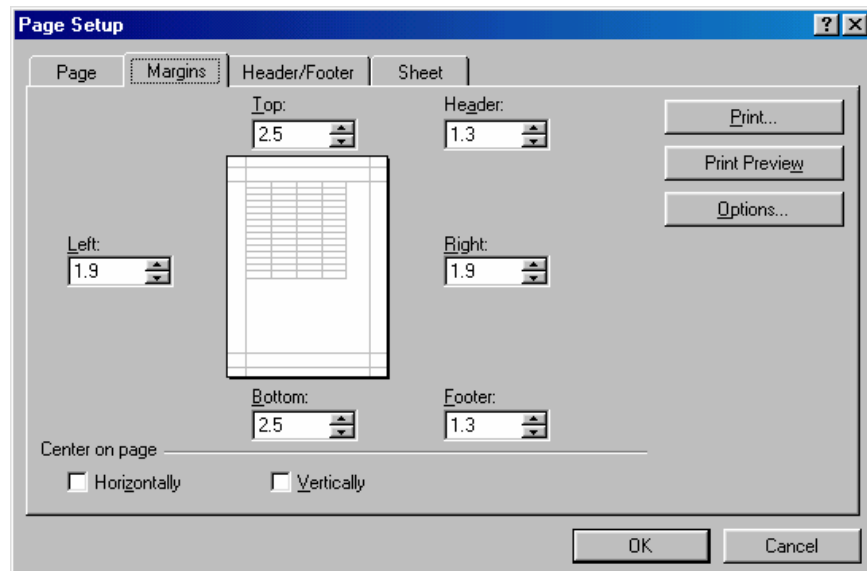 Page Setup
Page Margins Header/Footer Sheet
Top: Header:
2.5 1.3
Print...
Print Preview
Options...
Left: Right:
1.9 1.9
Bottom: Footer:
2.5 1.3
Center on page
Horizontally Vertically
OK Cancel